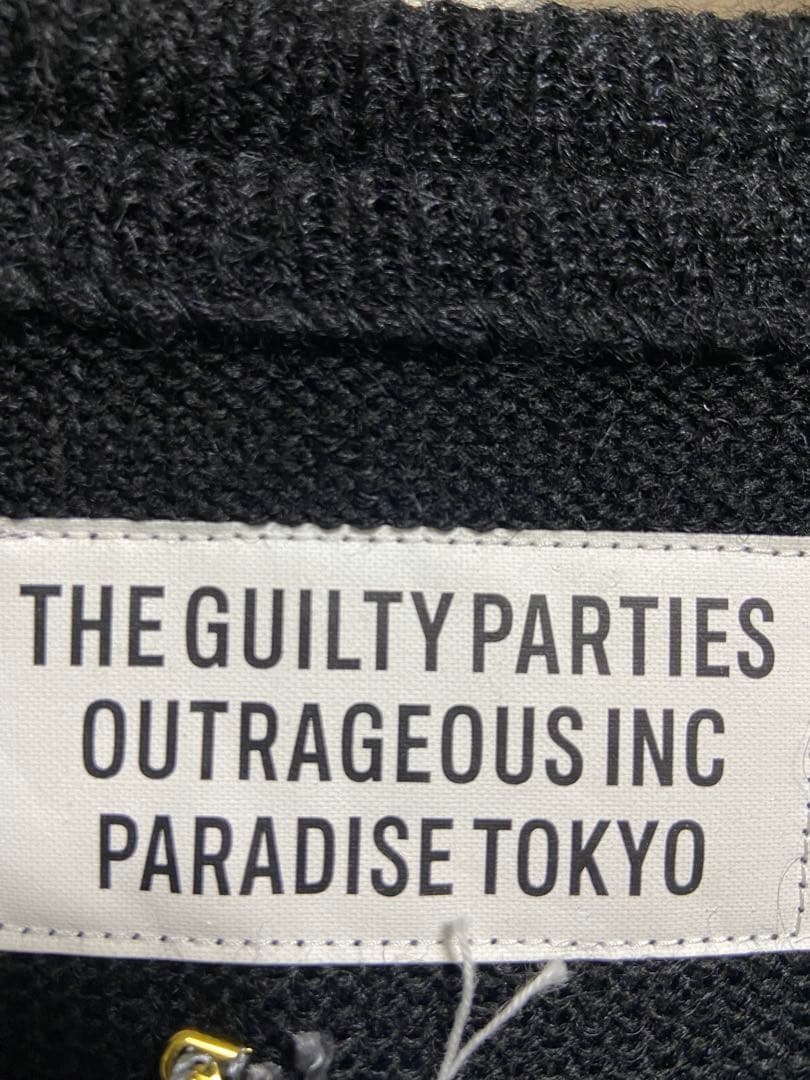 THE GUILTY PARTIES
OUTRAGEOUS INC
PARADISE TOKYO